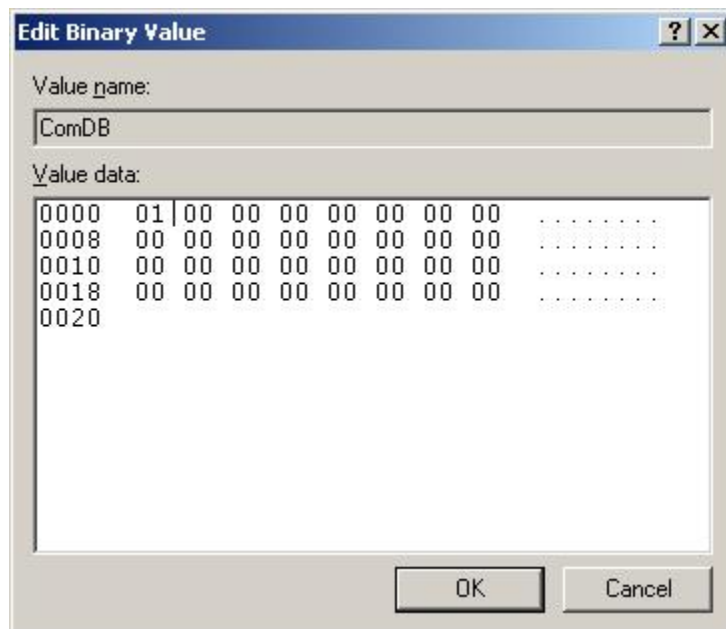 Edit Binary Value
Value name:
ComDB
Value data:
0000 01 00 00 00 00 00 00 00 ........
0008 00 00 00 00 00 00 00 00 ........
0010 00 00 00 00 00 00 00 00 ........
0018 00 00 00 00 00 00 00 00 ........
0020
OK Cancel